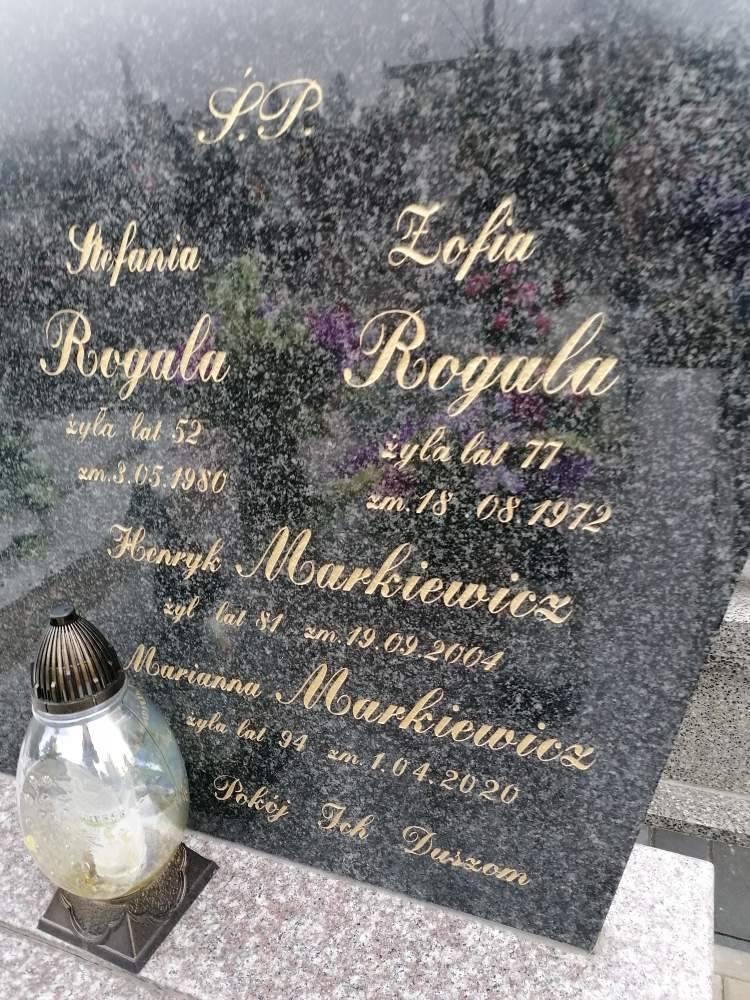 Ś.P.
Stefania
Rogala
żyła lat 52
zm.3.05.1980
Zofia
Rogala
żyła lat 77
zm.18.08.1972
Henryk Markiewicz
żył lat 81 zm.19.09.2004
Marianna Markiewicz
żyła lat 94 zm.1.04.2020
Pokój Ich Duszom